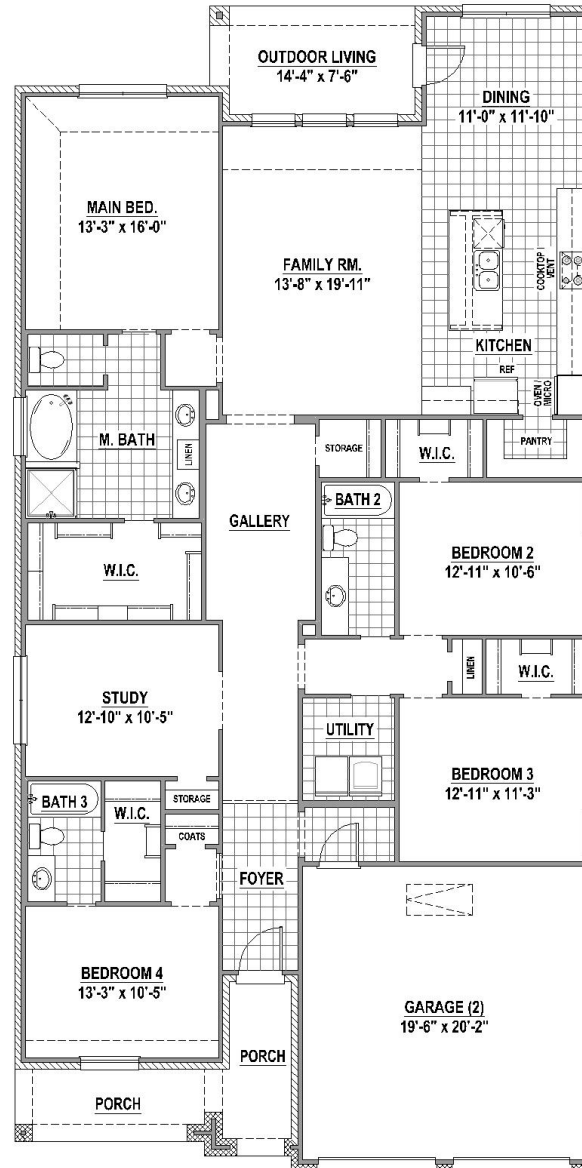 OUTDOOR LIVING
14'-4" x 7'-6"
DINING
11'-0" x 11'-10"
MAIN BED.
13'-3" x 16'-0"
FAMILY RM.
13'-8" x 19'-11"
COOKTOP/
VENT
KITCHEN
REF
OVEN/
MICRO
M. BATH
LINEN
STORAGE
W.I.C.
PANTRY
GALLERY
BATH 2
BEDROOM 2
12'-11" x 10'-6"
W.I.C.
LINEN
W.I.C.
STUDY
12'-10" x 10'-5"
UTILITY
BEDROOM 3
12'-11" x 11'-3"
BATH 3
W.I.C.
STORAGE
COATS
FOYER
BEDROOM 4
13'-3" x 10'-5"
GARAGE (2)
19'-6" x 20'-2"
PORCH
PORCH